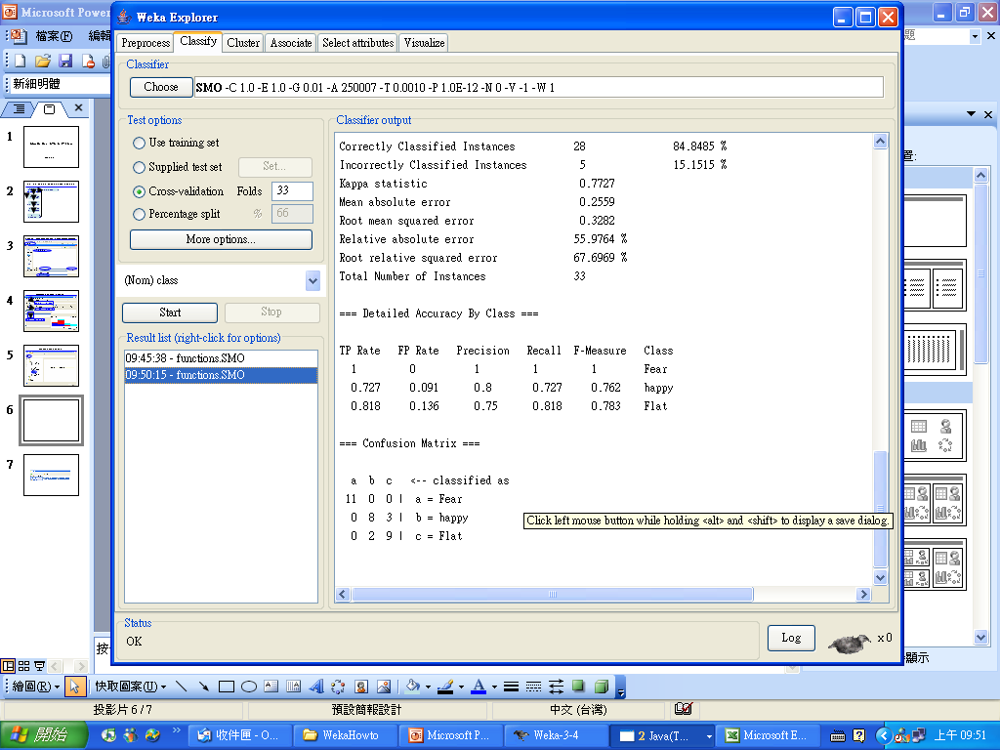 Microsoft Power
Weka Explorer
檔案(F)
編輯
題
新細明體
Preprocess
Classify
Cluster
Associate
Select attributes
Visualize
Classifier
Choose
SMO -C 1.0 -E 1.0 -G 0.01 -A 250007 -T 0.0010 -P 1.0E-12 -N 0 -V -1 -W 1
Test options
Use training set
Supplied test set
Set...
Cross-validation Folds 33
Percentage split % 66
More options...
(Nom) class
Start
Stop
Result list (right-click for options)
09:45:38 - functions.SMO
09:50:15 - functions.SMO
Classifier output
Correctly Classified Instances 28 84.8485 %
Incorrectly Classified Instances 5 15.1515 %
Kappa statistic 0.7727
Mean absolute error 0.2559
Root mean squared error 0.3282
Relative absolute error 55.9764 %
Root relative squared error 67.6969 %
Total Number of Instances 33
=== Detailed Accuracy By Class ===
TP Rate FP Rate Precision Recall F-Measure Class
1 0 1 1 1 Fear
0.727 0.091 0.8 0.727 0.762 happy
0.818 0.136 0.75 0.818 0.783 Flat
=== Confusion Matrix ===
a b c <-- classified as
11 0 0 | a = Fear
0 8 3 | b = happy
0 2 9 | c = Flat
Click left mouse button while holding <alt> and <shift> to display a save dialog.
Status
OK
Log
x 0
1
2
3
4
5
6
7
置:
按
顯示
繪圖(R)
快取圖案(U)
投影片 6 / 7
預設簡報設計
中文 (台灣)
開始
收件匣 - O...
WekaHowto
Microsoft P...
Weka-3-4
2 Java(T...
Microsoft E...
上午 09:51